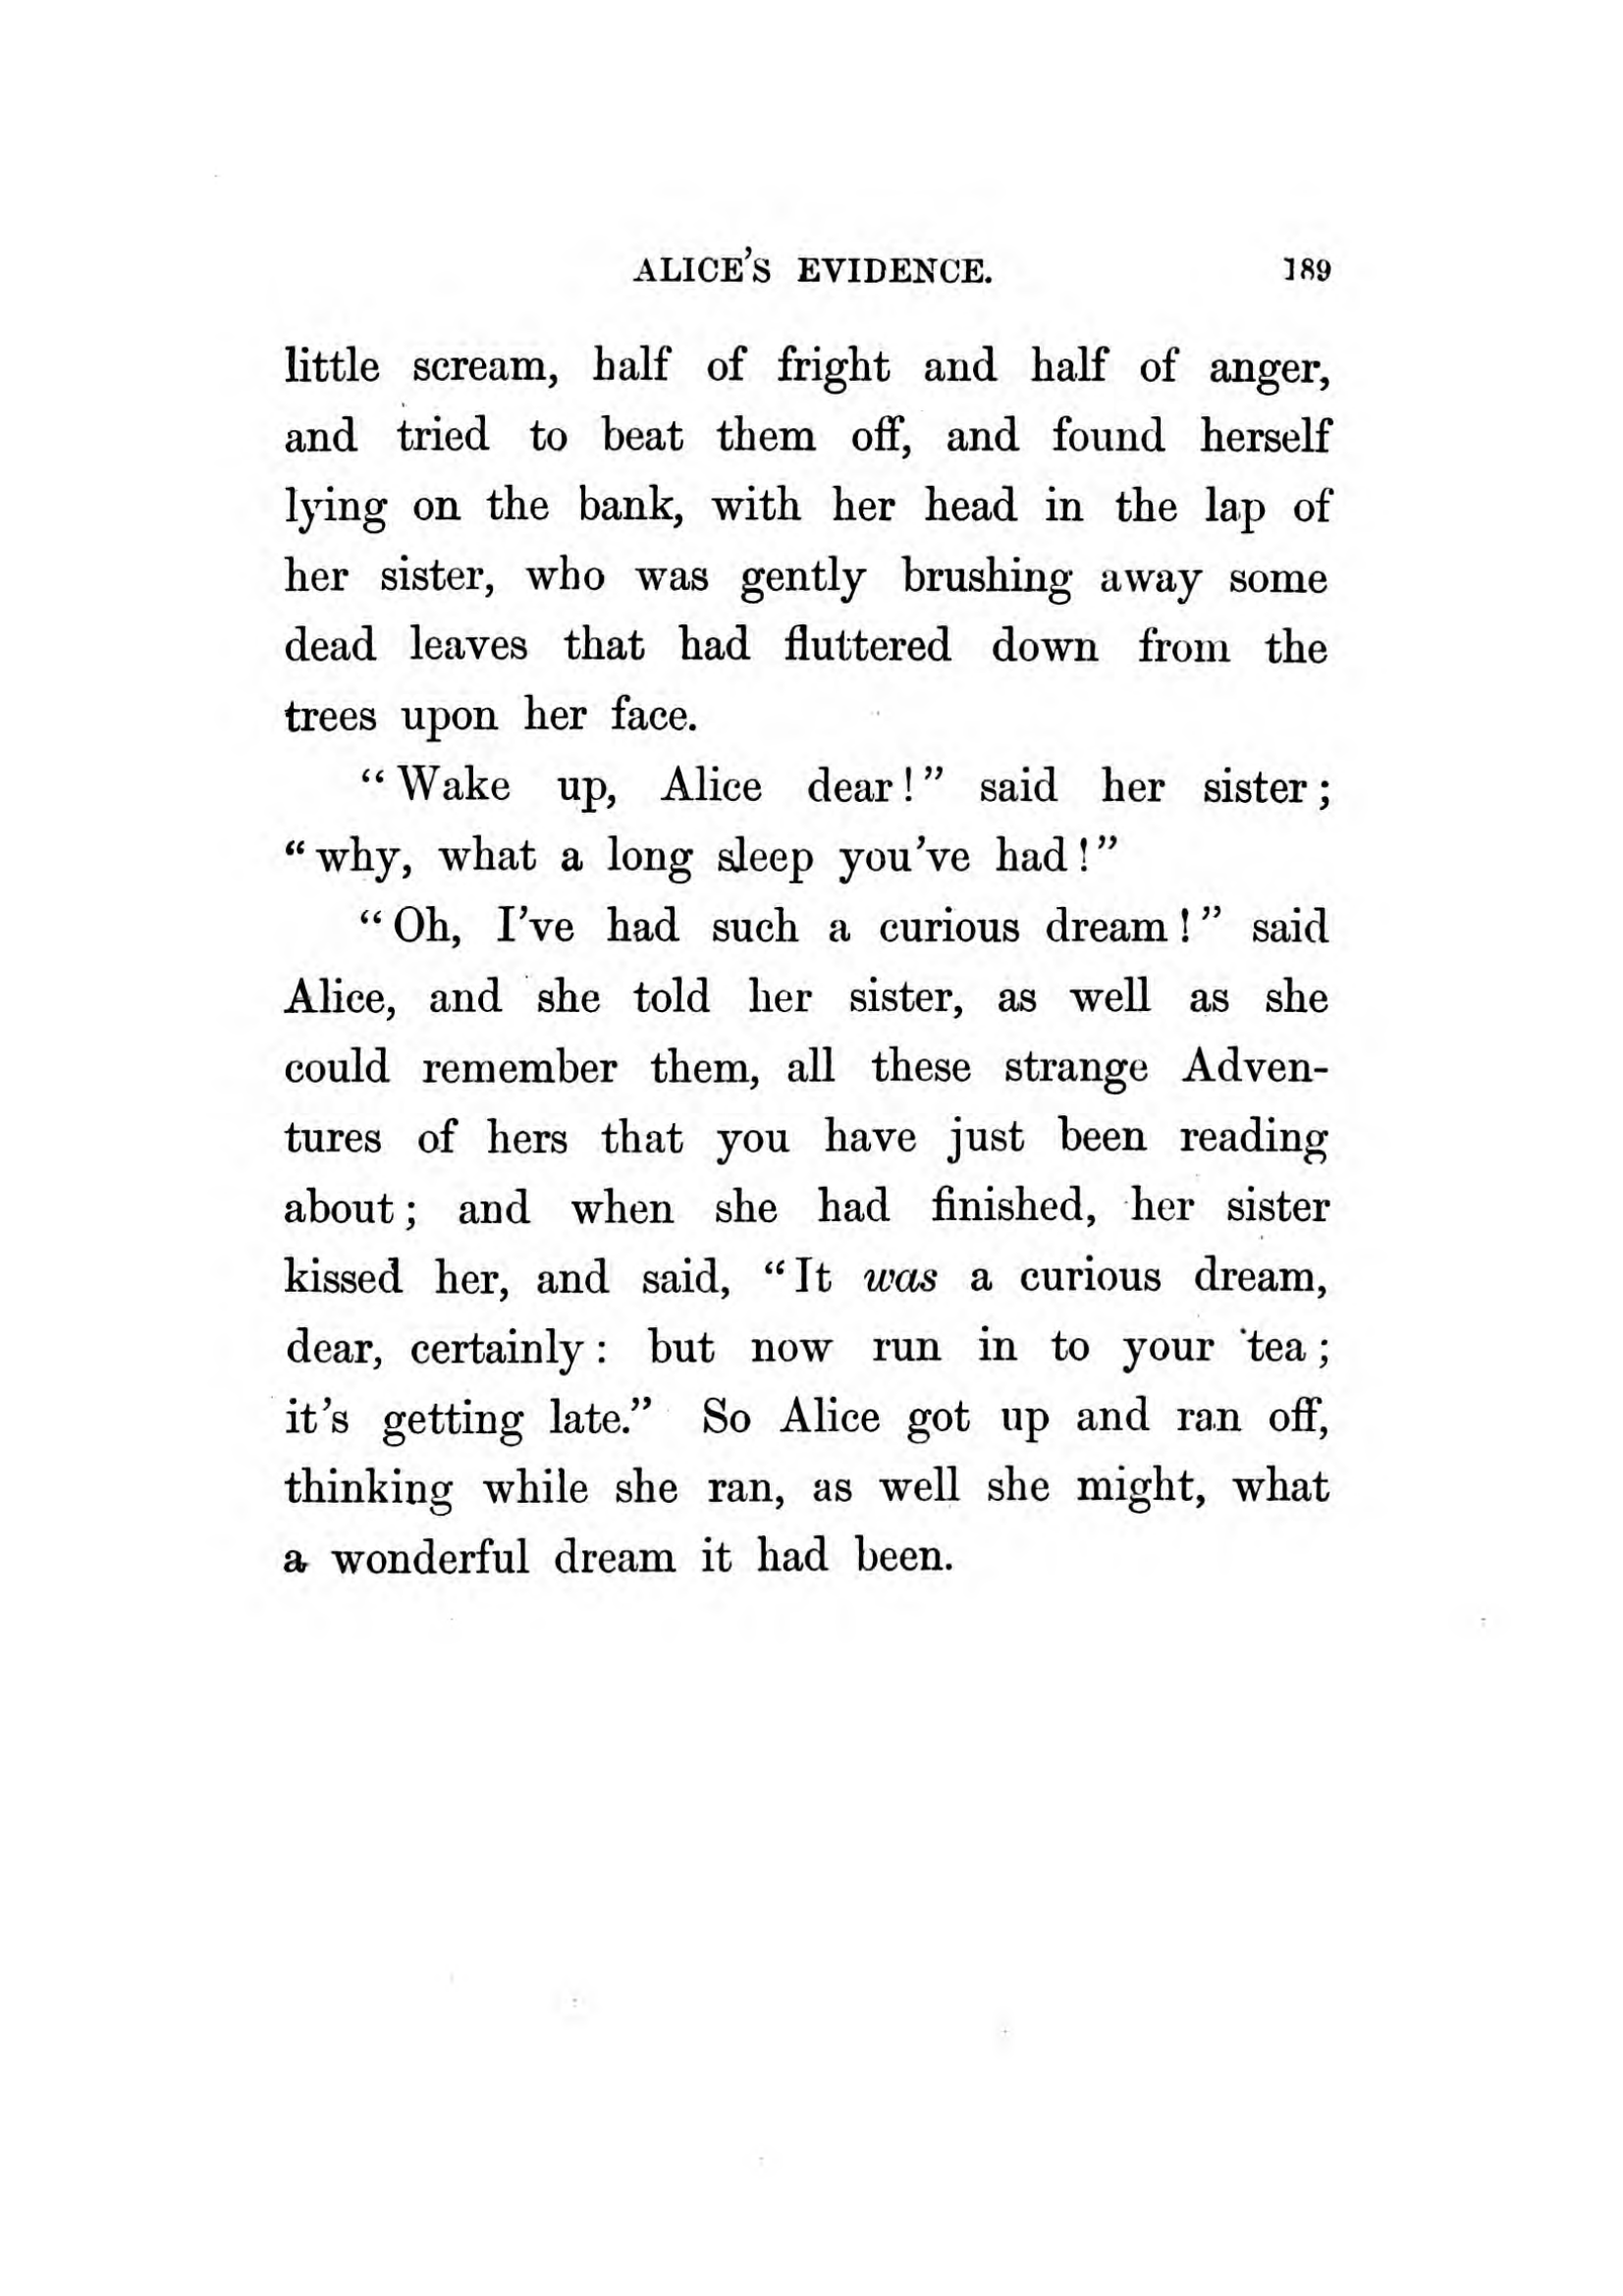 ALICE'S EVIDENCE. 189
little scream, half of fright and half of anger,
and tried to beat them off, and found herself
lying on the bank, with her head in the lap of
her sister, who was gently brushing away some
dead leaves that had fluttered down from the
trees upon her face.
“Wake up, Alice dear!” said her sister;
“why, what a long sleep you've had!”
“Oh, I've had such a curious dream!” said
Alice, and she told her sister, as well as she
could remember them, all these strange Adven-
tures of hers that you have just been reading
about; and when she had finished, her sister
kissed her, and said, “It was a curious dream,
dear, certainly: but now run in to your tea;
it's getting late.” So Alice got up and ran off,
thinking while she ran, as well she might, what
a wonderful dream it had been.